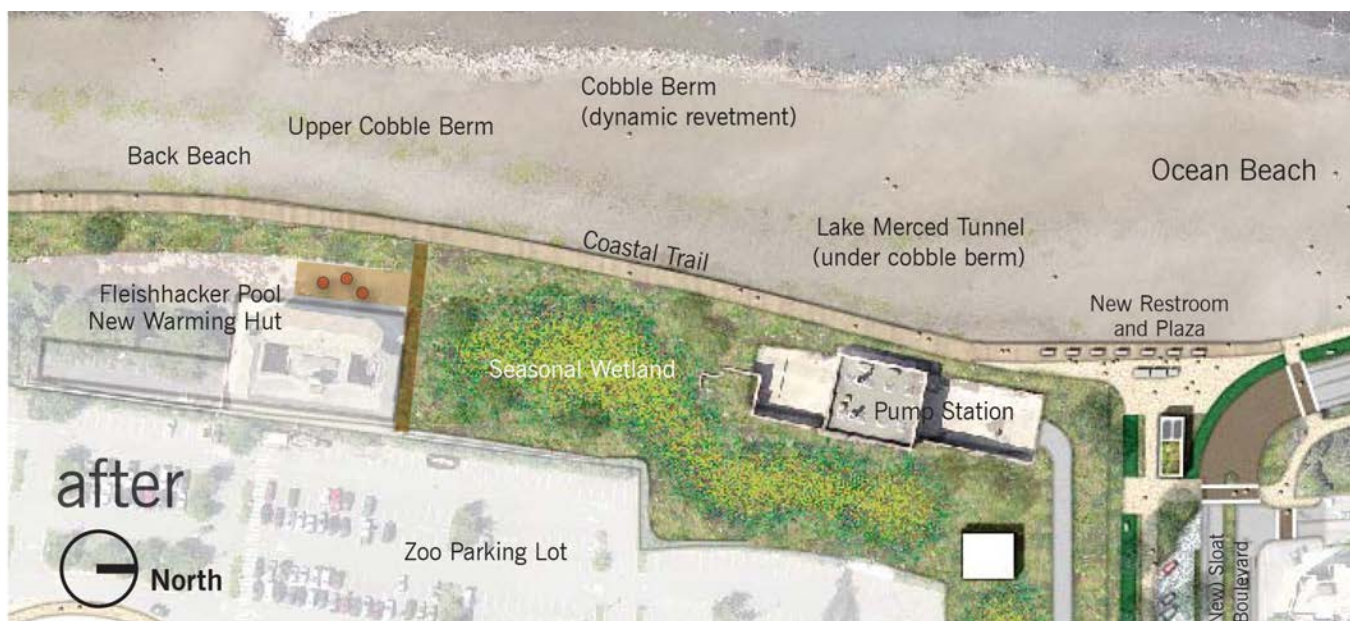 Cobble Berm
(dynamic revetment)
Upper Cobble Berm
Back Beach
Ocean Beach
Lake Merced Tunnel
(under cobble berm)
Coastal Trail
Fleishhacker Pool
New Warming Hut
New Restroom
and Plaza
Seasonal Wetland
Pump Station
after
Zoo Parking Lot
North
(New) Sloat
Boulevard